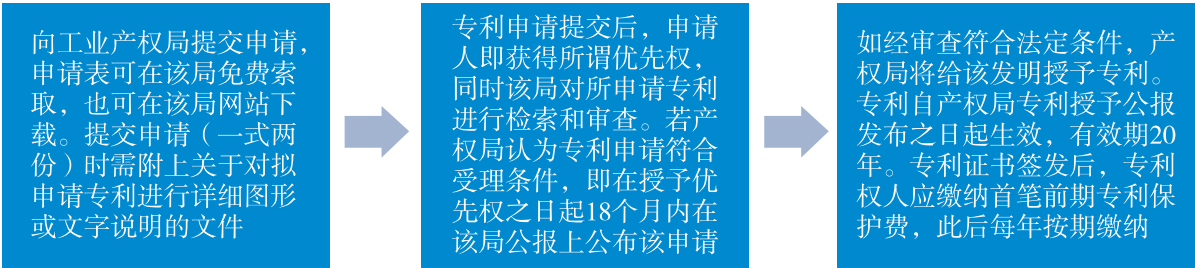 向工业产权局提交申请，
申请表可在该局免费索
取，也可在该局网站下
载。提交申请（一式两
份）时需附上关于对拟
申请专利进行详细图形
或文字说明的文件
专利申请提交后，申请
人即获得所谓优先权，
同时该局对所申请专利
进行检索和审查。若产
权局认为专利申请符合
受理条件，即在授予优
先权之日起18个月内在
该局公报上公布该申请
如经审查符合法定条件，产
权局将给该发明授予专利。
专利自产权局专利授予公报
发布之日起生效，有效期20
年。专利证书签发后，专利
权人应缴纳首笔前期专利保
护费，此后每年按期缴纳